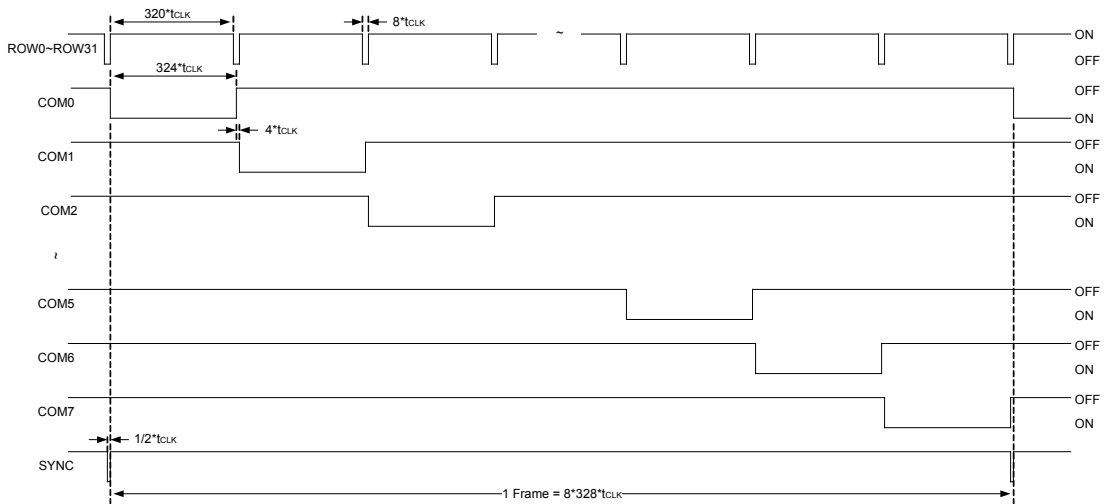 320*tCLK
8*tCLK
ROW0~ROW31
~
ON
OFF
324*tCLK
COM0
OFF
ON
4*tCLK
COM1
OFF
ON
COM2
OFF
ON
~
COM5
OFF
ON
COM6
OFF
ON
COM7
OFF
ON
1/2*tCLK
SYNC
1 Frame = 8*328*tCLK